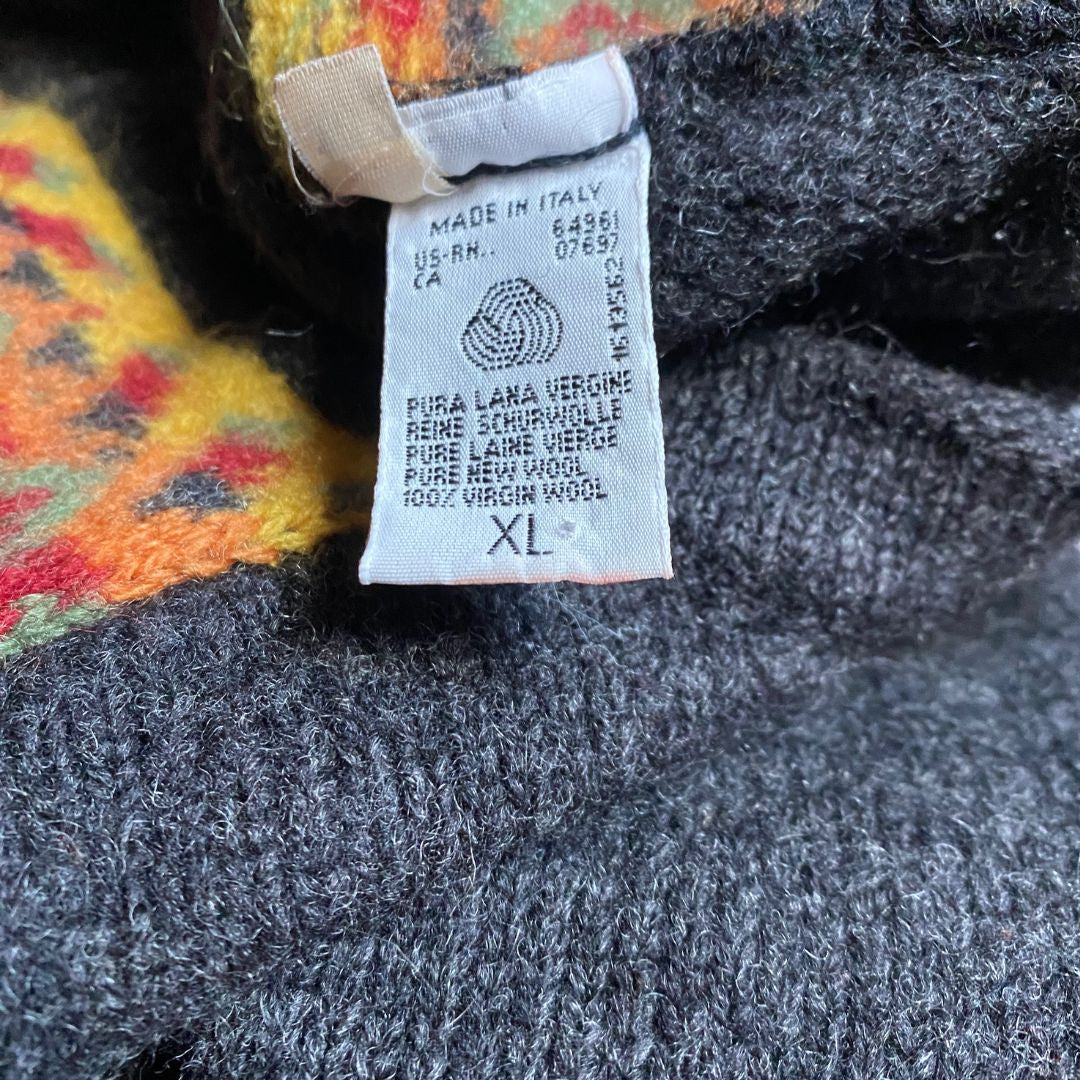 MADE IN ITALY
US-RN.. 64961
CA 07697
PURA LANA VERGINE
REINE SCHURWOLLE
PURE LAINE VIERGE
PURE NEW WOOL
100% VIRGIN WOOL
XL